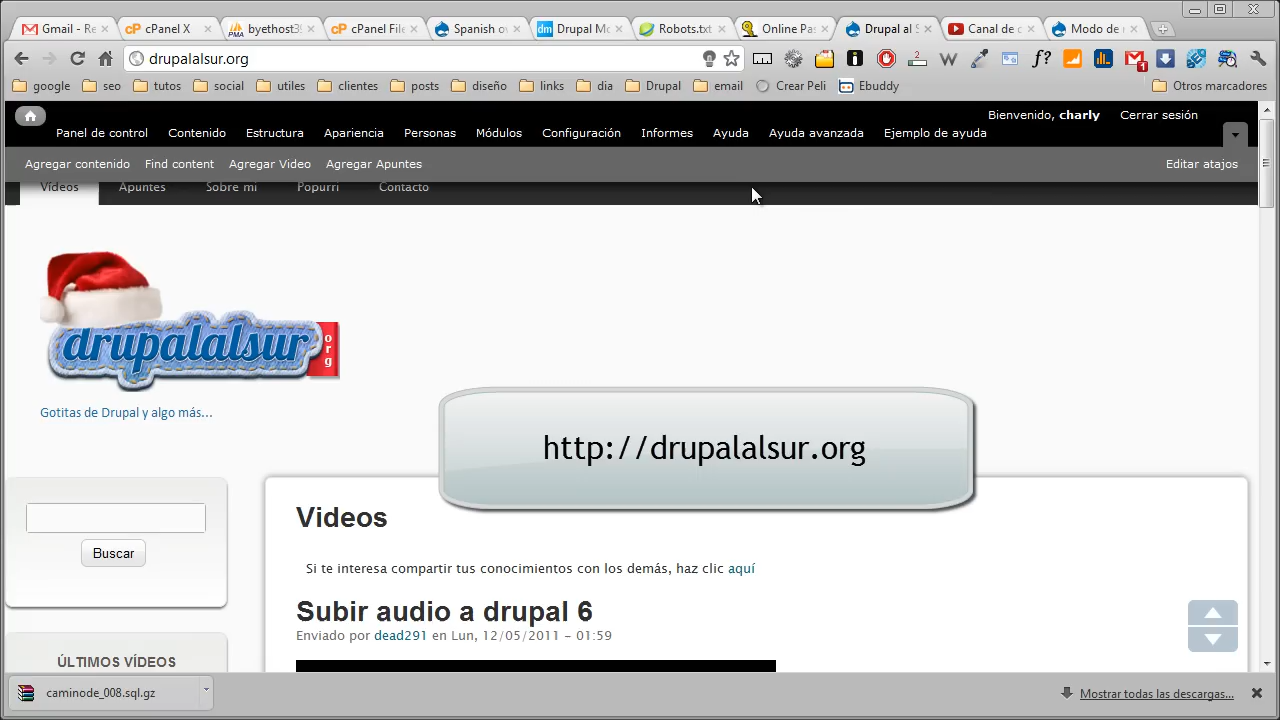 Gmail - Re
cPanel X
byethost3
cPanel File
Spanish o
Drupal Mo
Robots.txt
Online Pa
Drupal al S
Canal de
Modo de
drupalalsur.org
google seo tutos social utiles clientes posts diseño links dia Drupal email Crear Peli Ebuddy Otros marcadores
Bienvenido, charly Cerrar sesión
Panel de control Contenido Estructura Apariencia Personas Módulos Configuración Informes Ayuda Ayuda avanzada Ejemplo de ayuda
Agregar contenido Find content Agregar Video Agregar Apuntes Editar atajos
Videos Apuntes Sobre mi Popurri Contacto
drupalalsur
org
Gotitas de Drupal y algo más...
http://drupalalsur.org
Videos
Buscar
Si te interesa compartir tus conocimientos con los demás, haz clic aquí
Subir audio a drupal 6
Enviado por dead291 en Lun, 12/05/2011 - 01:59
ÚLTIMOS VÍDEOS
caminode_008.sql.gz
Mostrar todas las descargas...